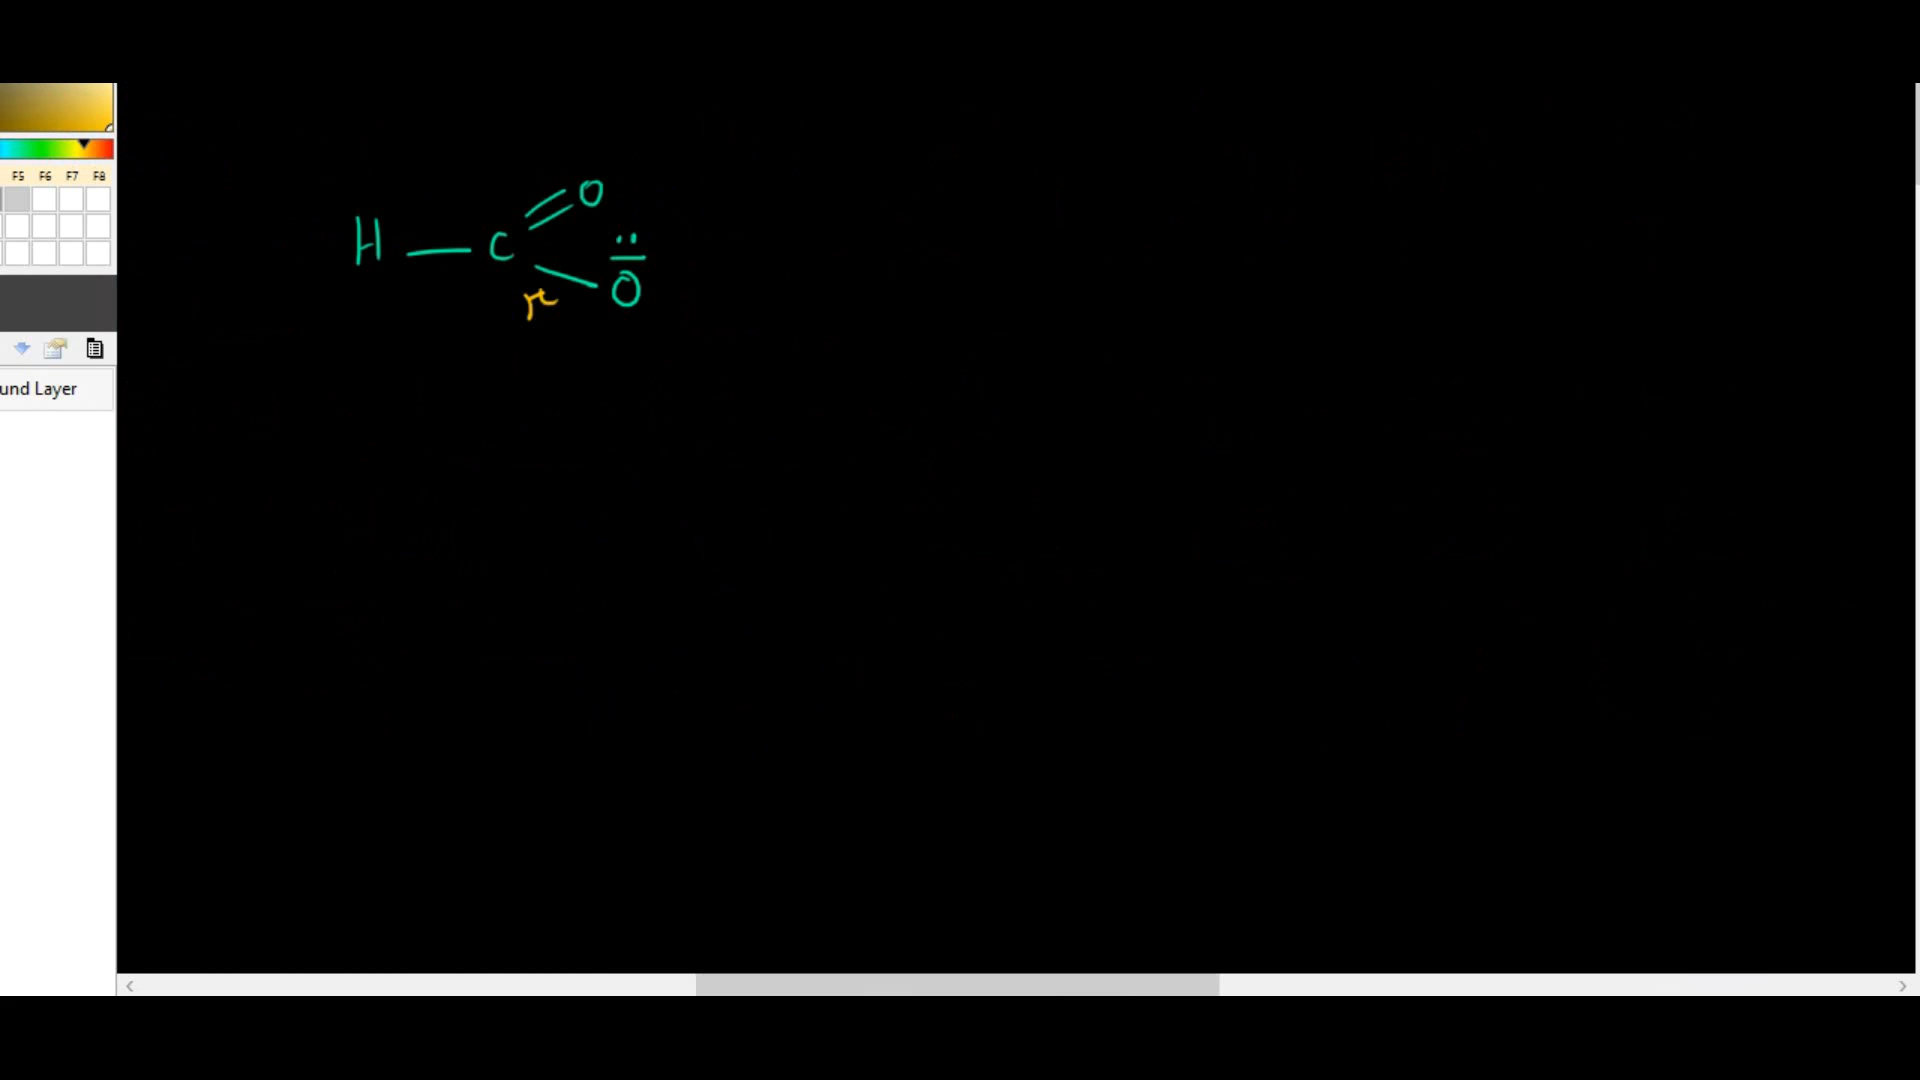 F5 F6 F7 F8
und Layer
O
H — C
O